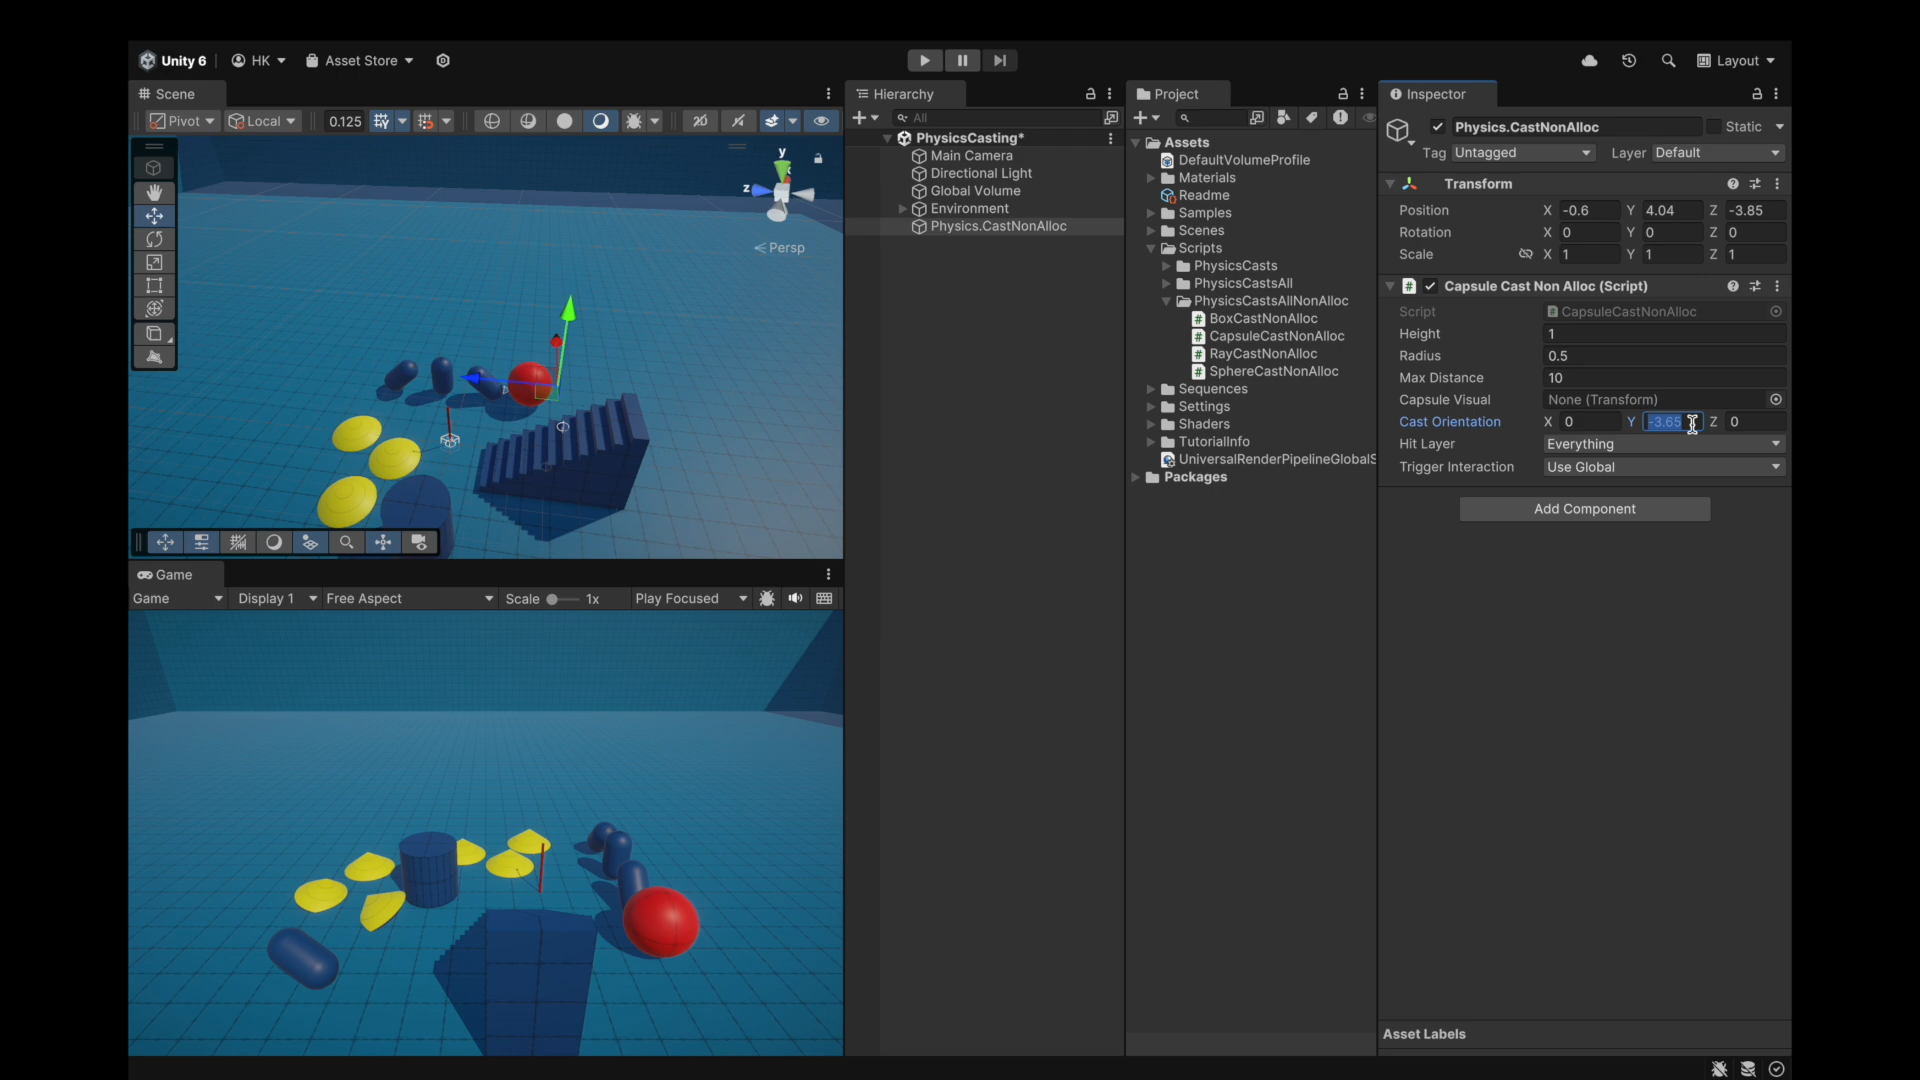 Unity 6 HK Asset Store Layout
Scene
Pivot Local 0.125 2D
y
z
Persp
Game
Game Display 1 Free Aspect Scale 1x Play Focused
Hierarchy
All
PhysicsCasting*
Main Camera
Directional Light
Global Volume
Environment
Physics.CastNonAlloc
Project
Assets
DefaultVolumeProfile
Materials
Readme
Samples
Scenes
Scripts
PhysicsCasts
PhysicsCastsAll
PhysicsCastsAllNonAlloc
BoxCastNonAlloc
CapsuleCastNonAlloc
RayCastNonAlloc
SphereCastNonAlloc
Sequences
Settings
Shaders
TutorialInfo
UniversalRenderPipelineGlobalS
Packages
Inspector
Physics.CastNonAlloc Static
Tag Untagged Layer Default
Transform
Position X -0.6 Y 4.04 Z -3.85
Rotation X 0 Y 0 Z 0
Scale X 1 Y 1 Z 1
# Capsule Cast Non Alloc (Script)
Script CapsuleCastNonAlloc
Height 1
Radius 0.5
Max Distance 10
Capsule Visual None (Transform)
Cast Orientation X 0 Y -3.65 Z 0
Hit Layer Everything
Trigger Interaction Use Global
Add Component
Asset Labels